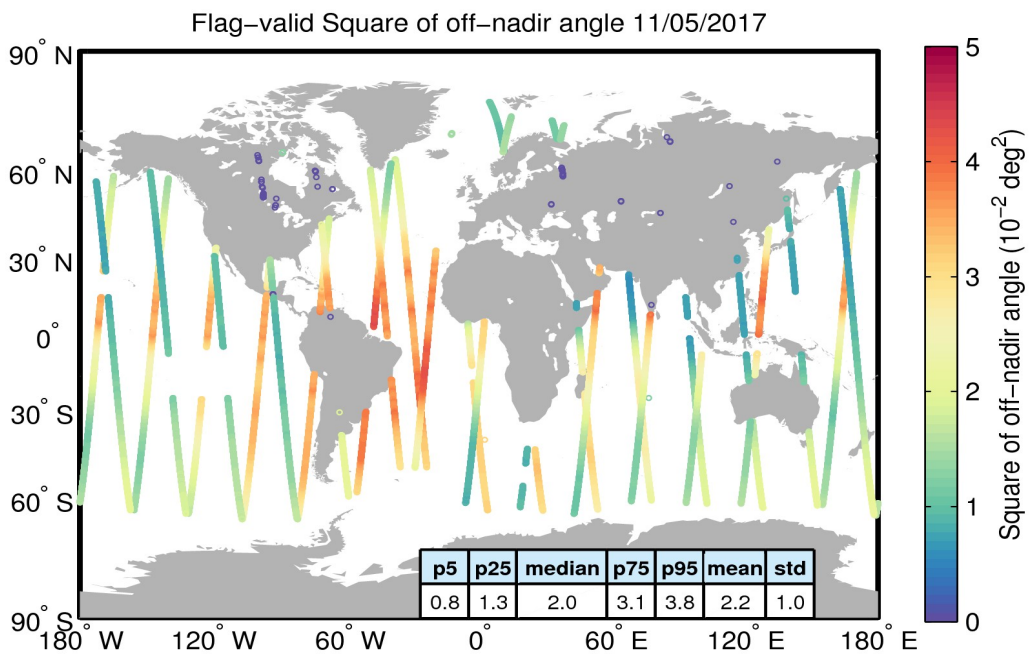 Flag−valid Square of off−nadir angle 11/05/2017
90° N
60° N
30° N
0°
30° S
60° S
90° S
180° W
120° W
60° W
0°
60° E
120° E
180° E
p5 p25 median p75 p95 mean std
0.8 1.3 2.0 3.1 3.8 2.2 1.0
5
4
3
2
1
0
Square of off−nadir angle (10⁻² deg²)